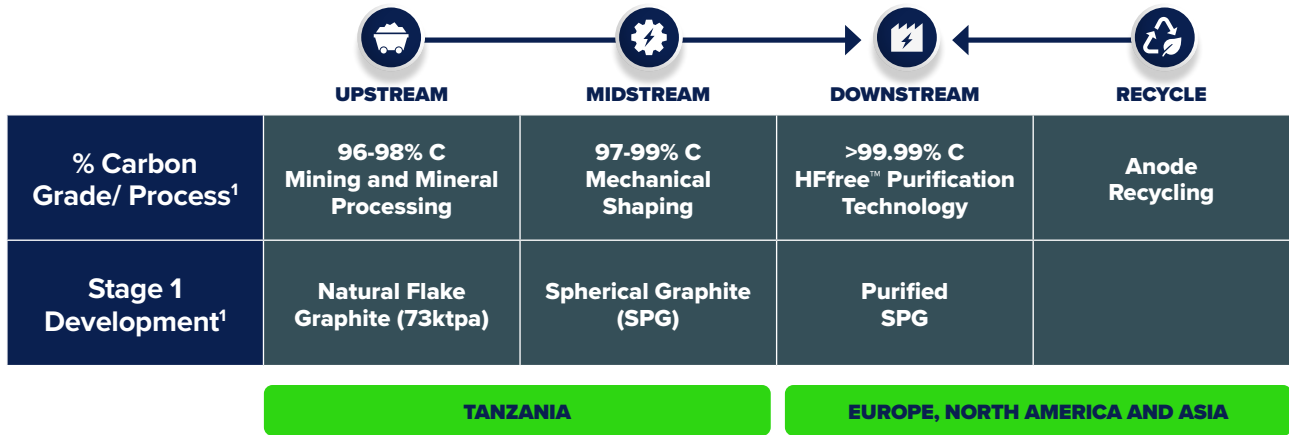 UPSTREAM
MIDSTREAM
DOWNSTREAM
RECYCLE
% Carbon
Grade/ Process¹
96-98% C
Mining and Mineral
Processing
97-99% C
Mechanical
Shaping
>99.99% C
HFfree™ Purification
Technology
Anode
Recycling
Stage 1
Development¹
Natural Flake
Graphite (73ktpa)
Spherical Graphite
(SPG)
Purified
SPG
TANZANIA
EUROPE, NORTH AMERICA AND ASIA